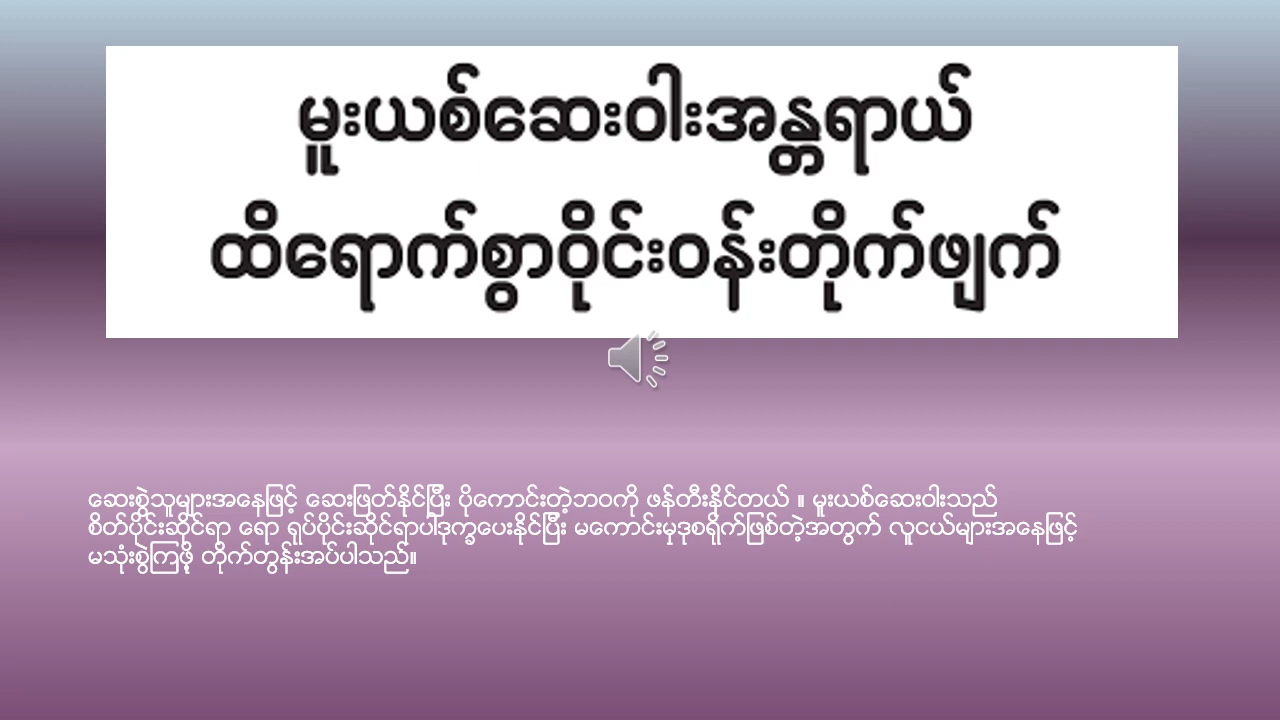 မူးယစ်ဆေးဝါးအန္တရာယ်
ထိရောက်စွာဝိုင်းဝန်းတိုက်ဖျက်
ဆေးစွဲသူများအနေဖြင့် ဆေးဖြတ်နိုင်ပြီး ပိုကောင်းတဲ့ဘဝကို ဖန်တီးနိုင်တယ် ။ မူးယစ်ဆေးဝါးသည်
စိတ်ပိုင်းဆိုင်ရာ ရော ရုပ်ပိုင်းဆိုင်ရာပါဒုက္ခပေးနိုင်ပြီး မကောင်းမှုဒုစရိုက်ဖြစ်တဲ့အတွက် လူငယ်များအနေဖြင့်
မသုံးစွဲကြဖို့ တိုက်တွန်းအပ်ပါသည်။